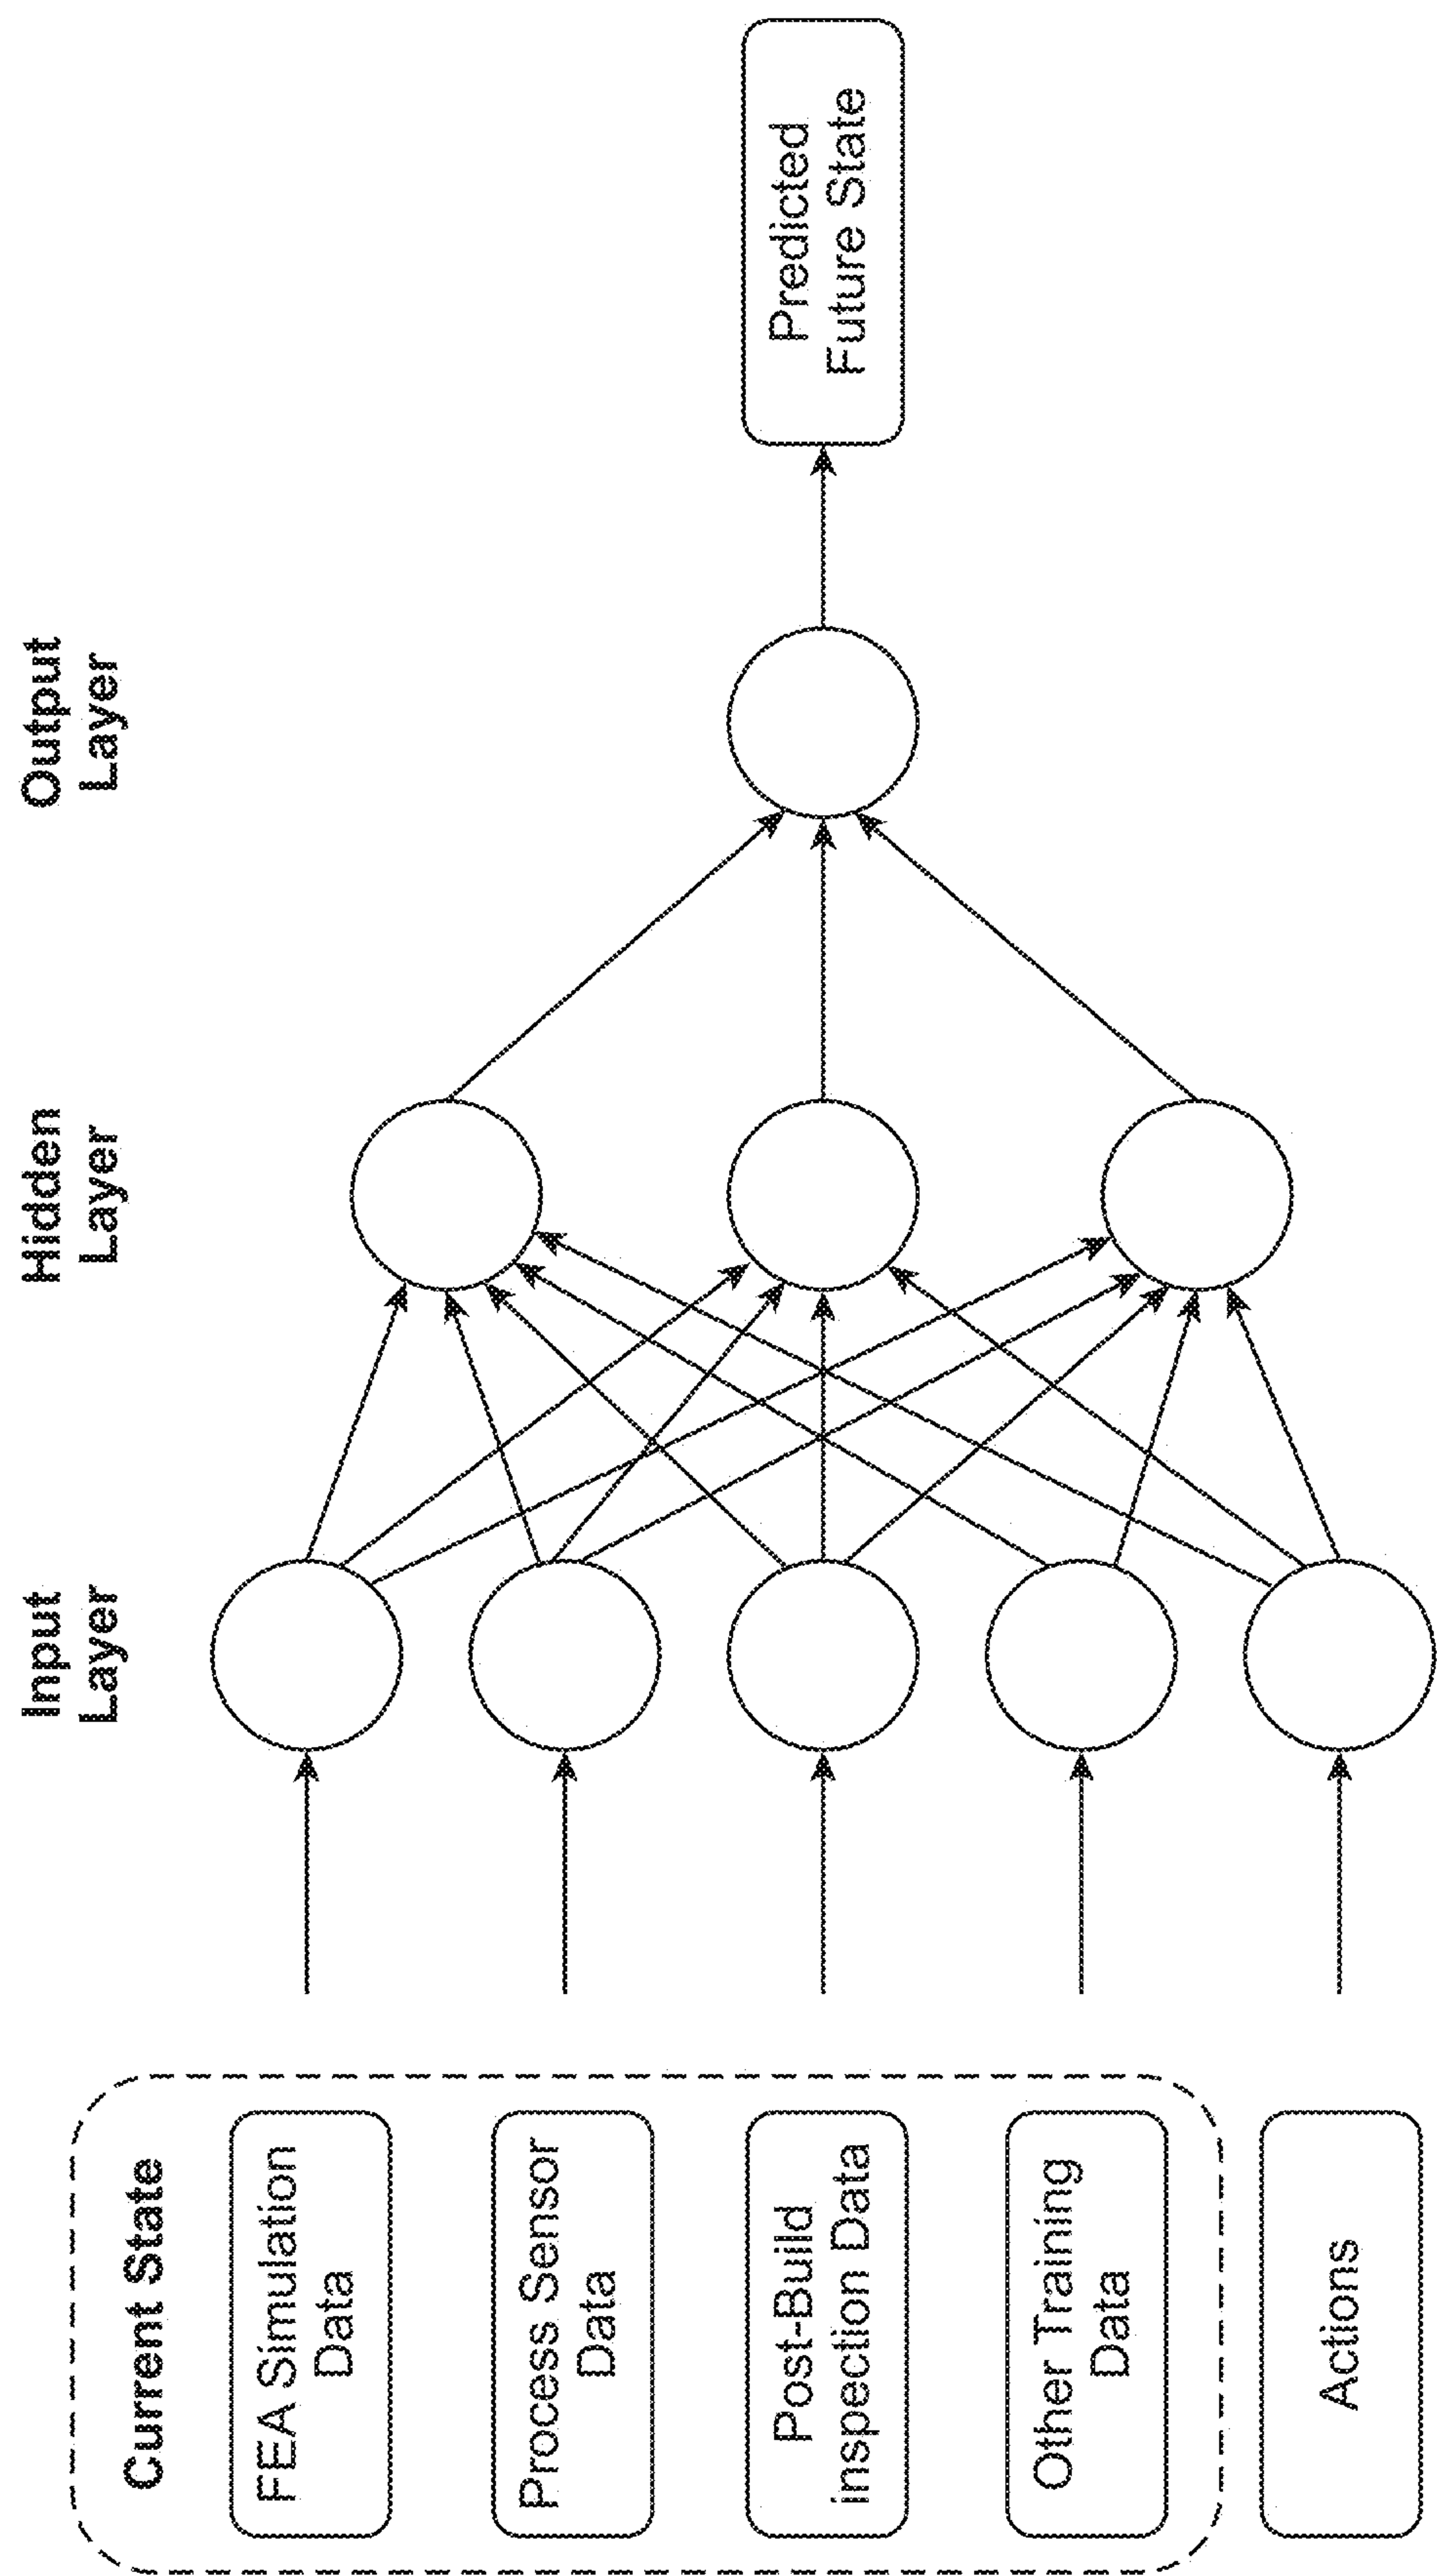 Current State
FEA Simulation
Data
Process Sensor
Data
Post-Build
inspection Data
Other Training
Data
Actions
Input
Layer
Hidden
Layer
Output
Layer
Predicted
Future State